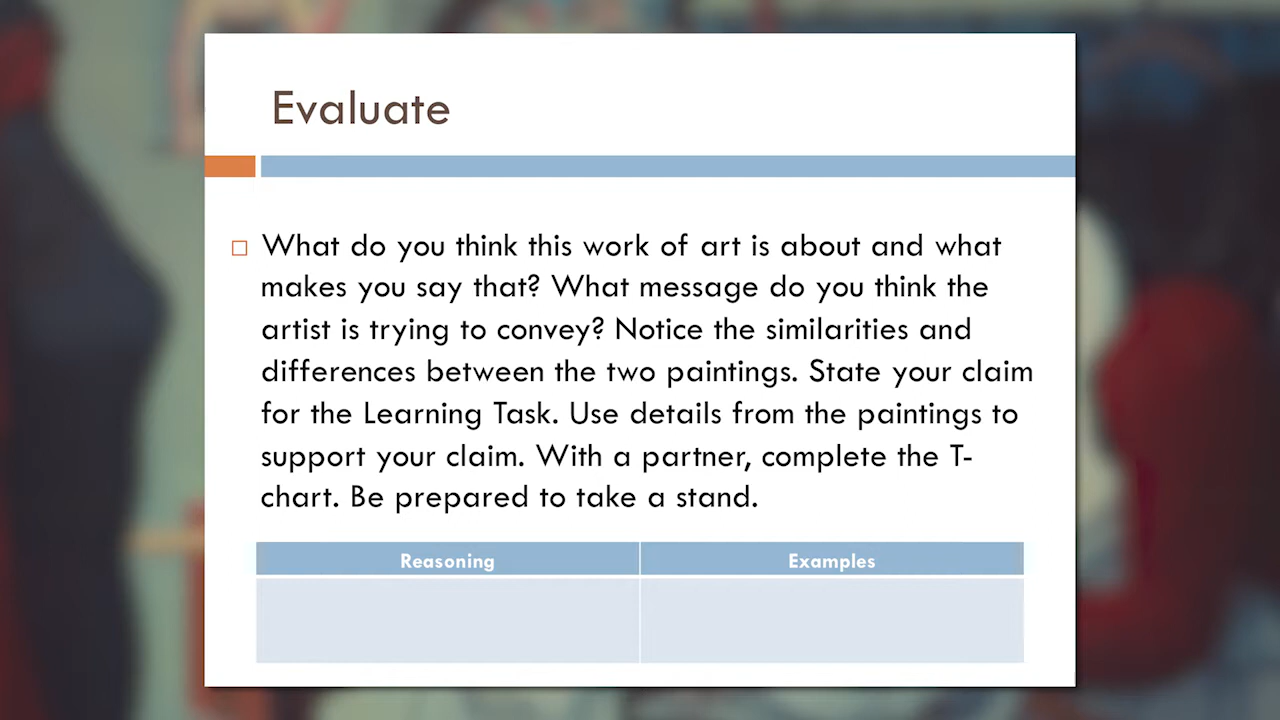 Evaluate
What do you think this work of art is about and what
makes you say that? What message do you think the
artist is trying to convey? Notice the similarities and
differences between the two paintings. State your claim
for the Learning Task. Use details from the paintings to
support your claim. With a partner, complete the T-
chart. Be prepared to take a stand.
Reasoning
Examples